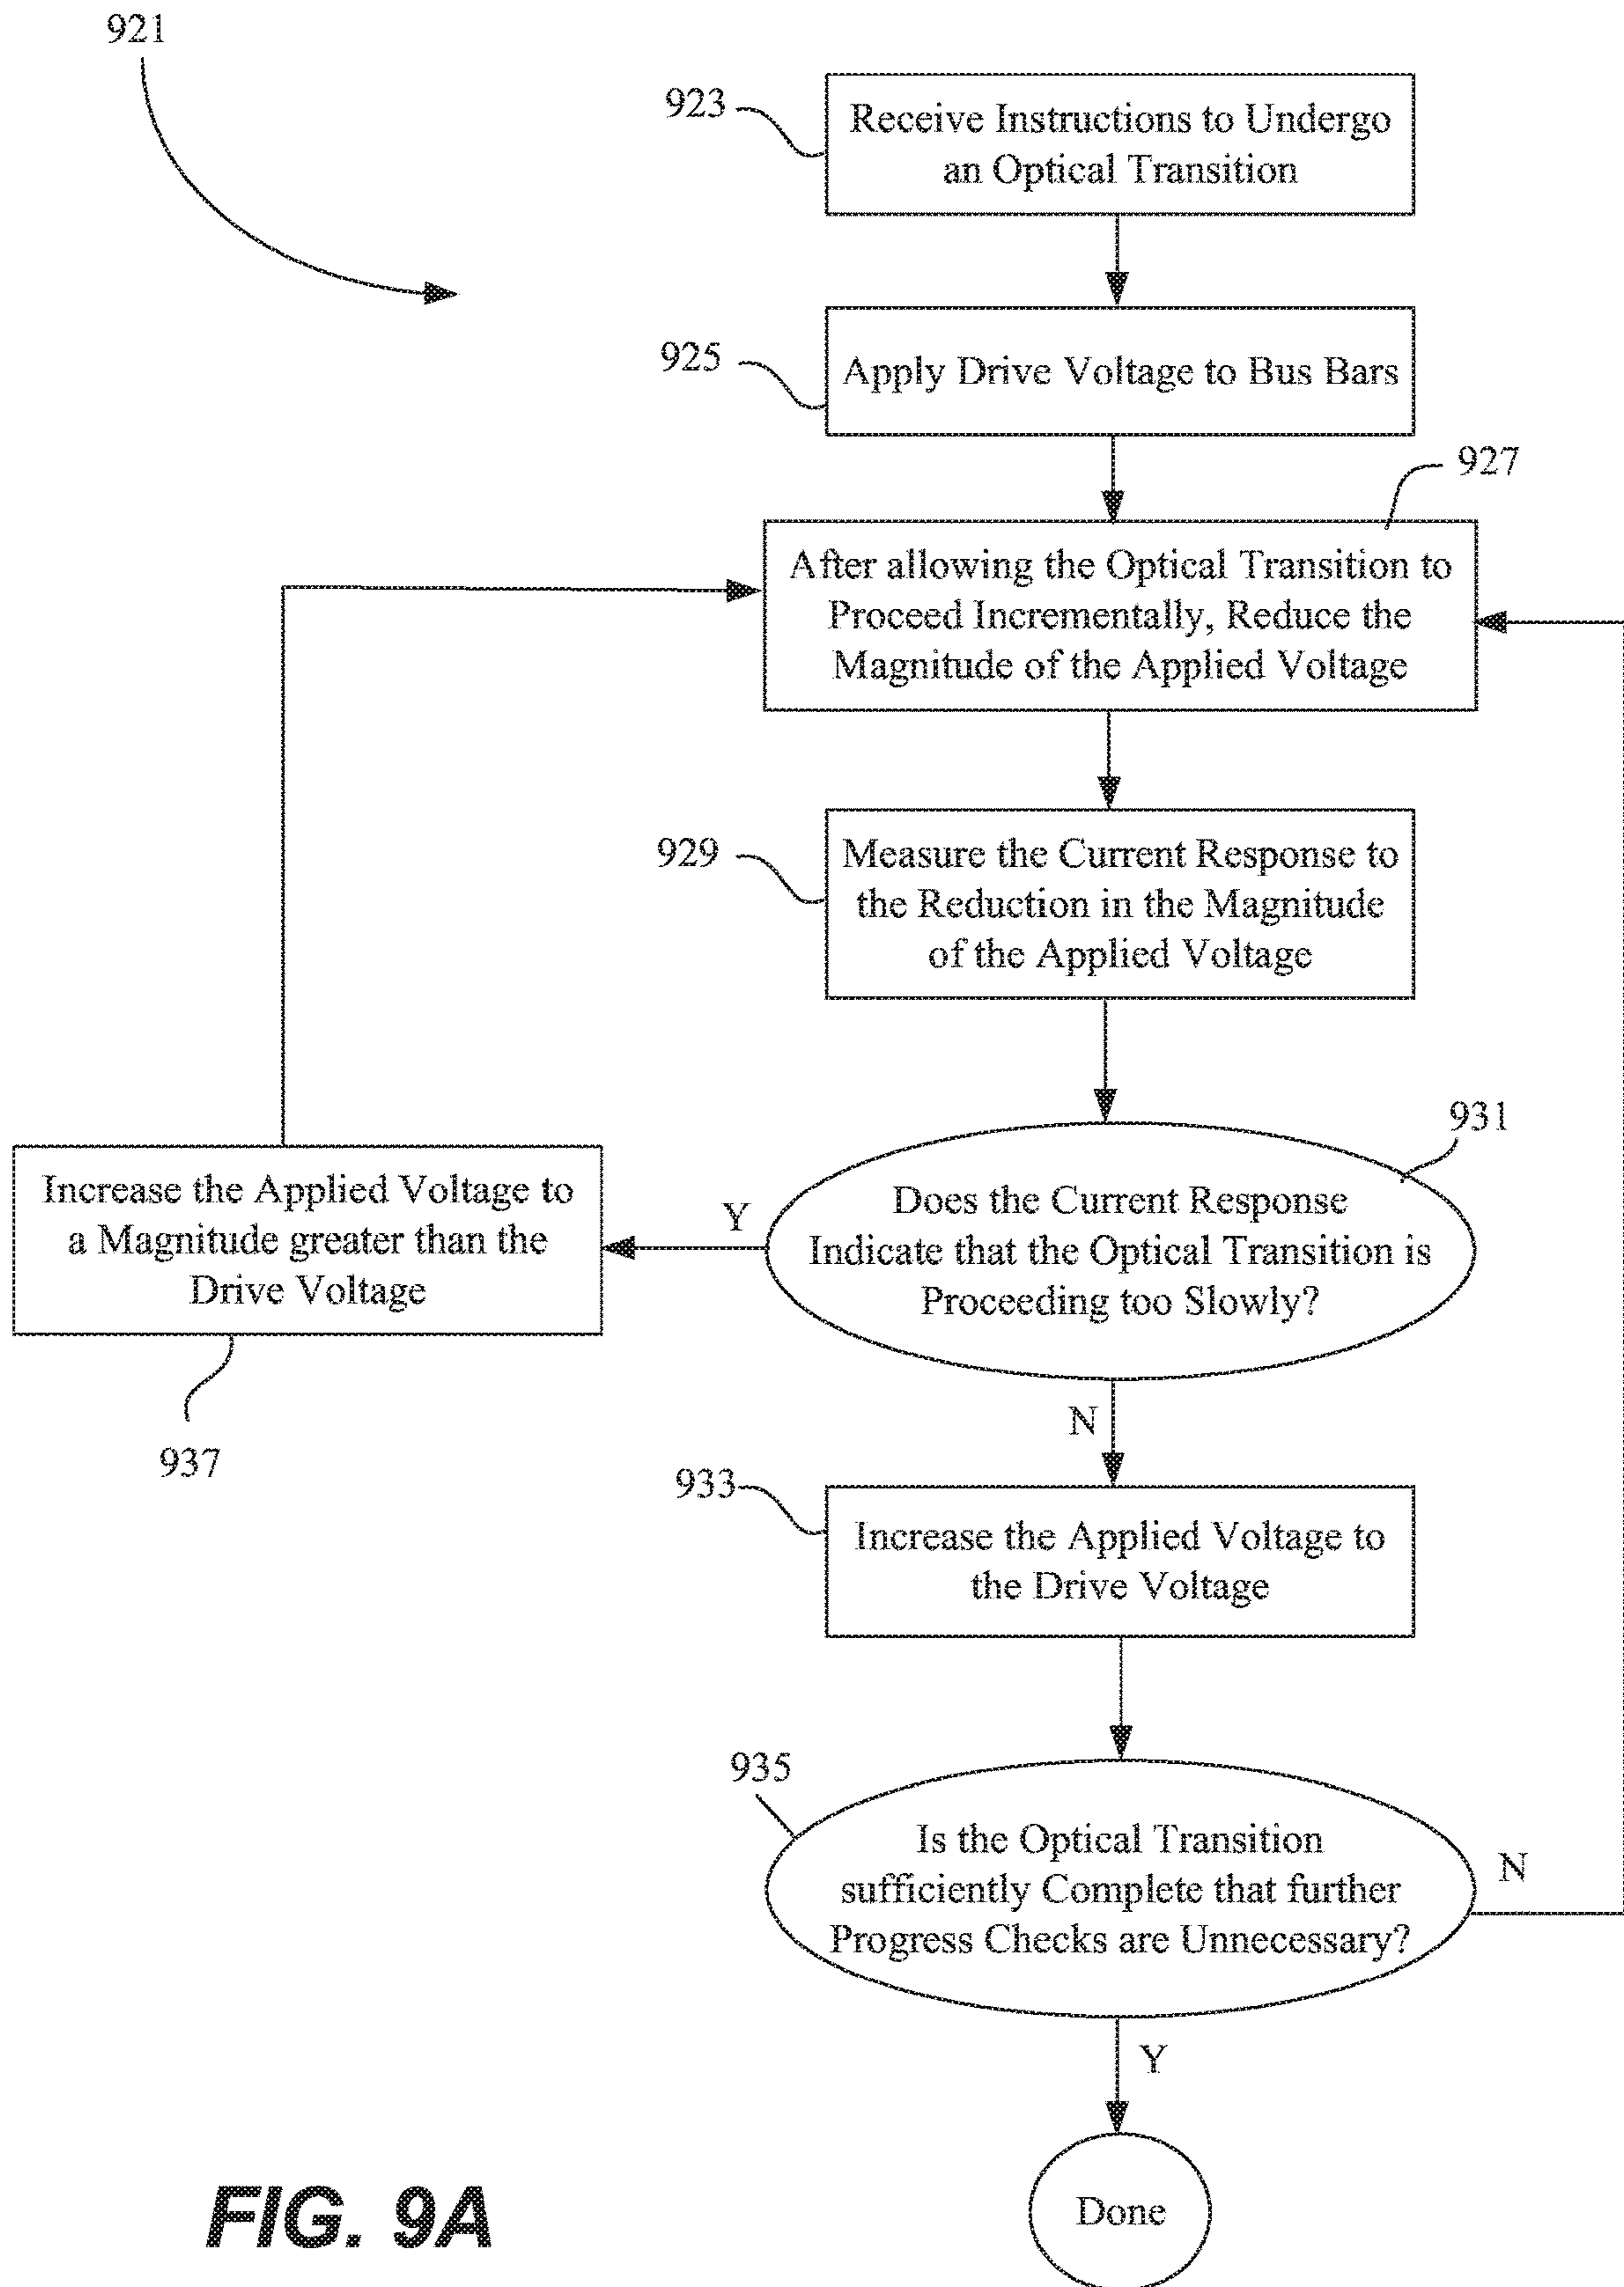 921
923
Receive Instructions to Undergo
an Optical Transition
925
Apply Drive Voltage to Bus Bars
927
After allowing the Optical Transition to
Proceed Incrementally, Reduce the
Magnitude of the Applied Voltage
929
Measure the Current Response to
the Reduction in the Magnitude
of the Applied Voltage
931
Does the Current Response
Indicate that the Optical Transition is
Proceeding too Slowly?
Y
Increase the Applied Voltage to
a Magnitude greater than the
Drive Voltage
937
N
933
Increase the Applied Voltage to
the Drive Voltage
935
Is the Optical Transition
sufficiently Complete that further
Progress Checks are Unnecessary?
N
Y
Done
FIG. 9A